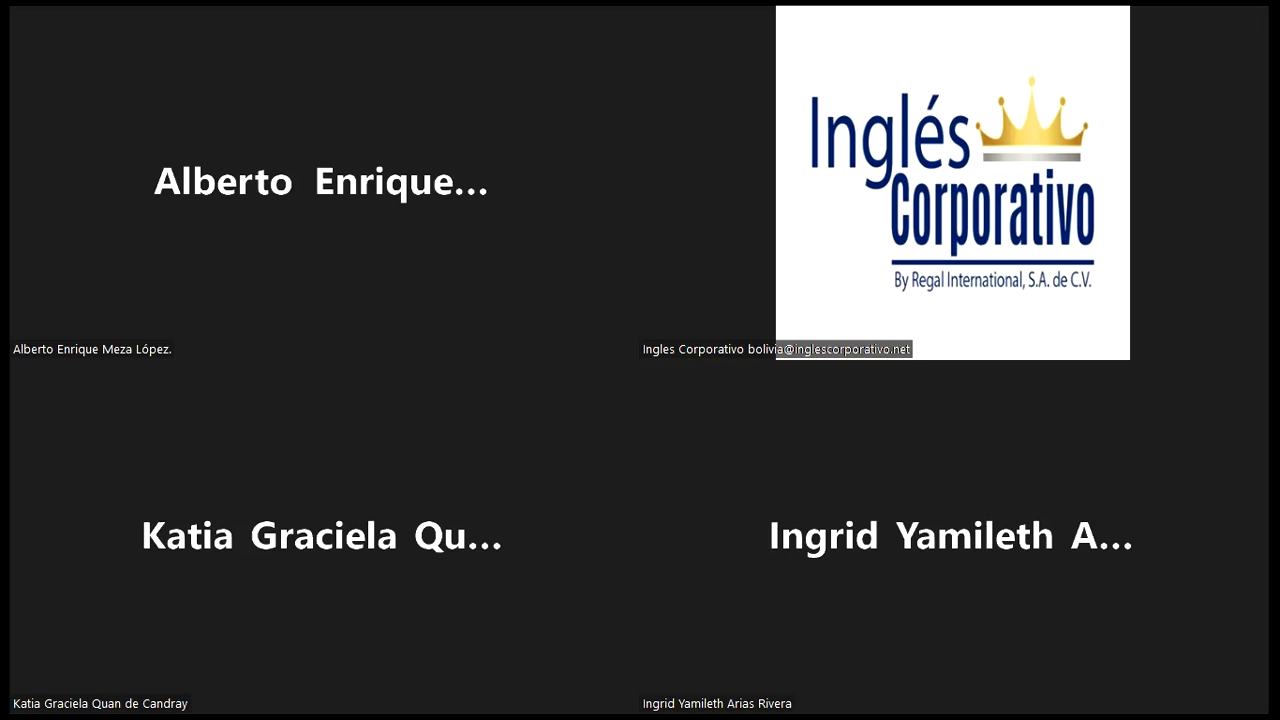 Alberto Enrique...
Alberto Enrique Meza López.
Inglés
Corporativo
By Regal International, S.A. de C.V.
Ingles Corporativo bolivia@inglescorporativo.net
Katia Graciela Qu...
Katia Graciela Quan de Candray
Ingrid Yamileth A...
Ingrid Yamileth Arias Rivera